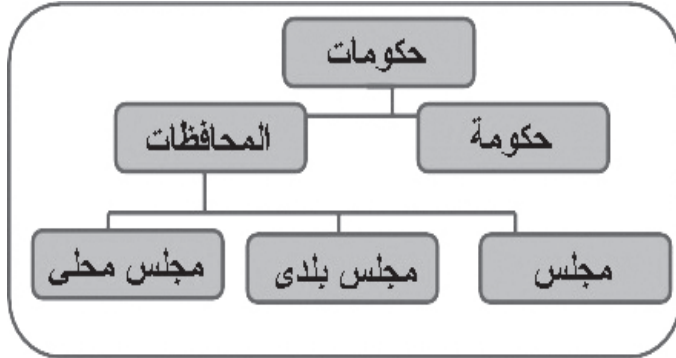 حكومات
حكومة
المحافظات
مجلس
مجلس بلدى
مجلس محلى